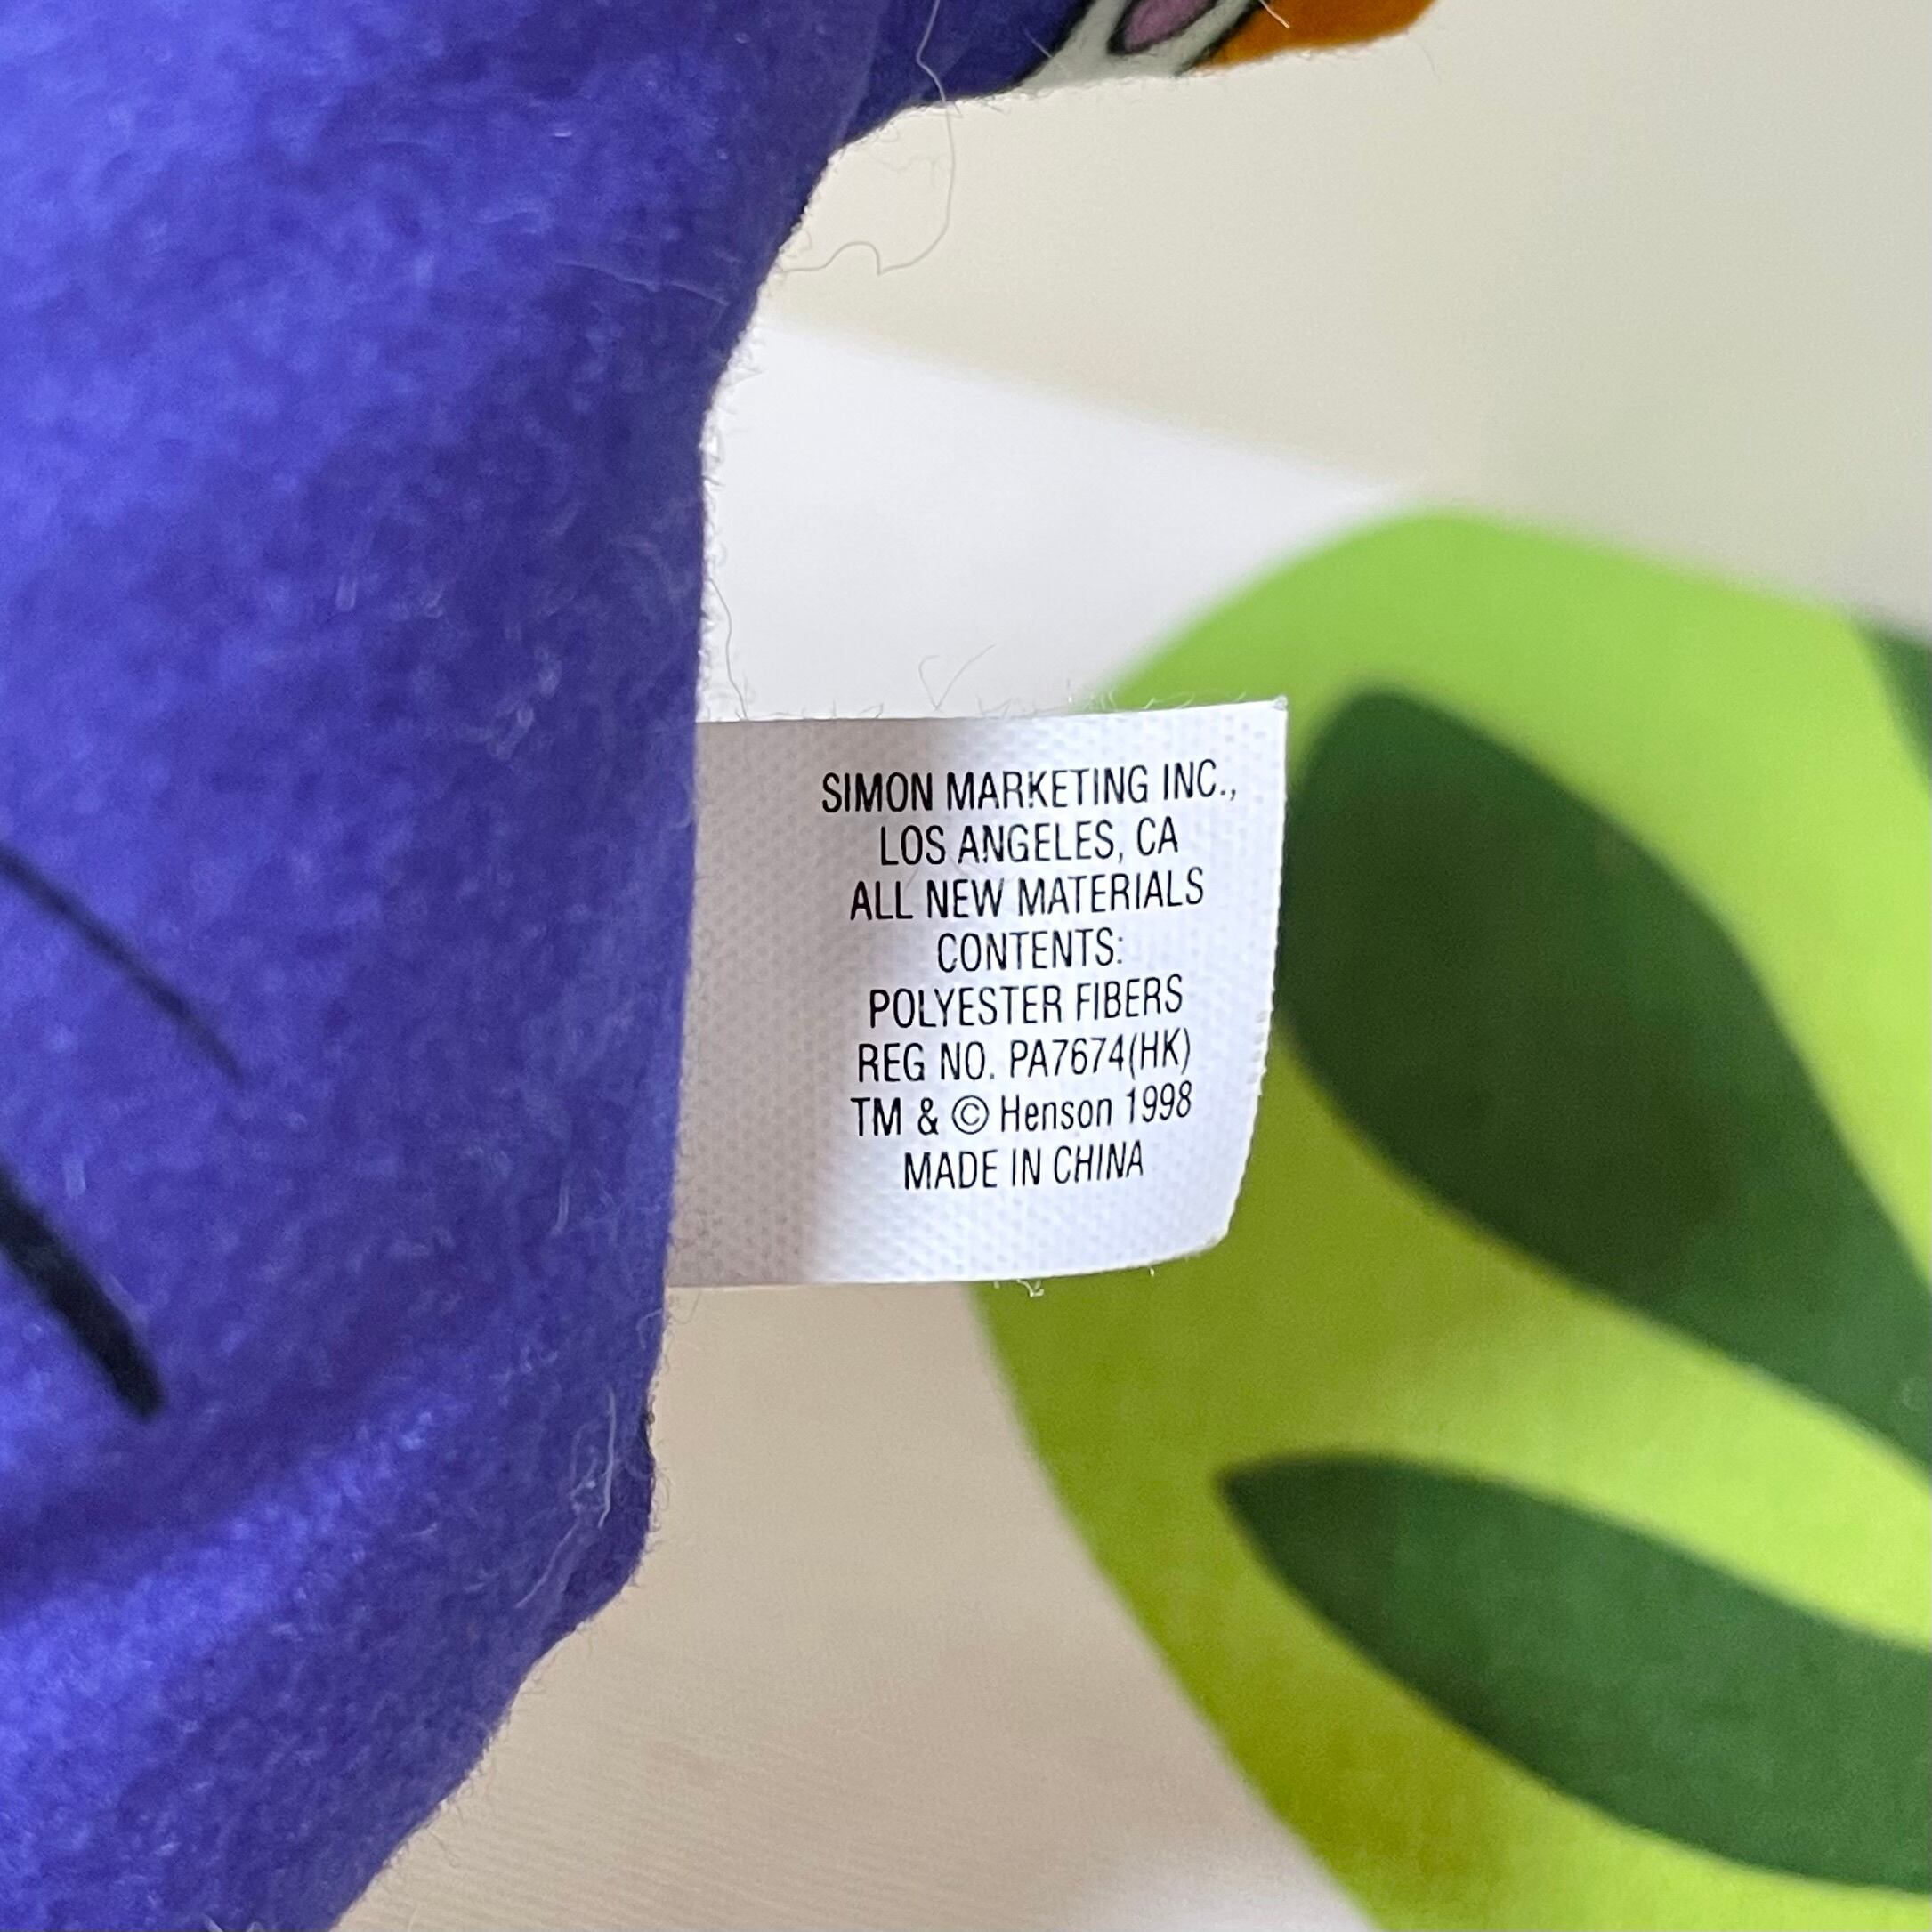 SIMON MARKETING INC.,
LOS ANGELES, CA
ALL NEW MATERIALS
CONTENTS:
POLYESTER FIBERS
REG NO. PA7674(HK)
TM & © Henson 1998
MADE IN CHINA